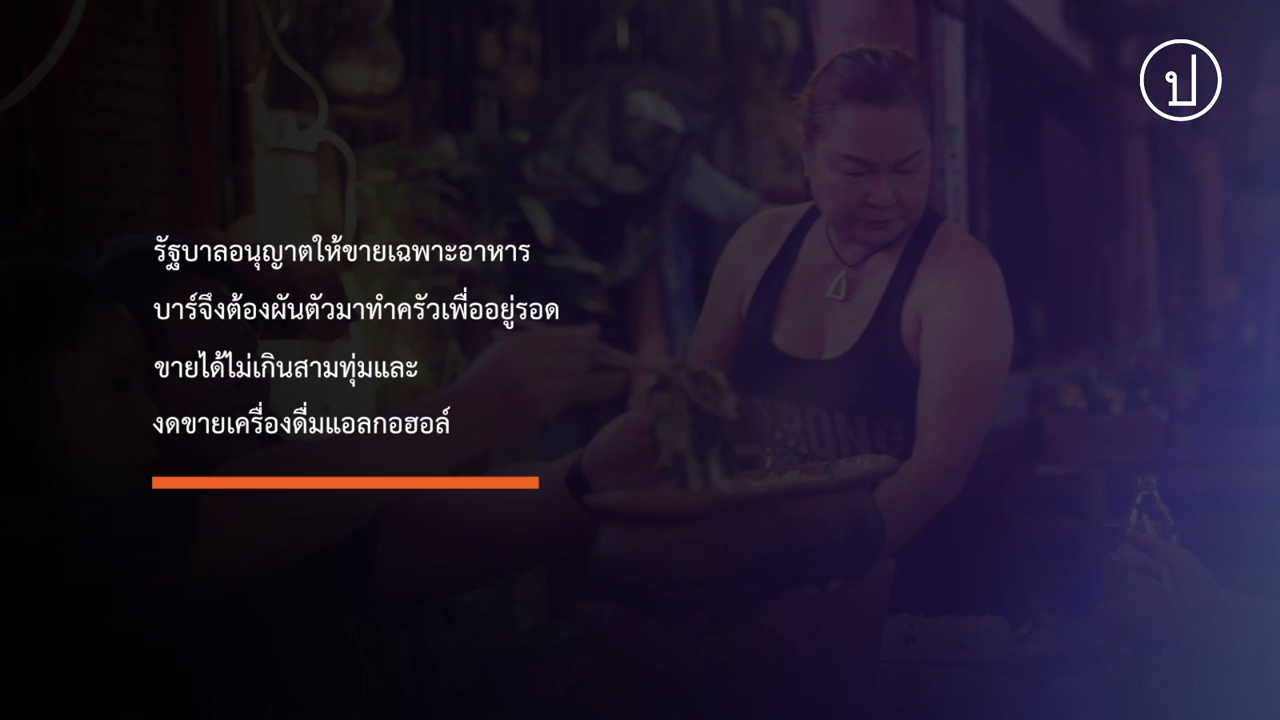 ป
รัฐบาลอนุญาตให้ขายเฉพาะอาหาร
บาร์จึงต้องผันตัวมาทำครัวเพื่ออยู่รอด
ขายได้ไม่เกินสามทุ่มและ
งดขายเครื่องดื่มแอลกอฮอล์